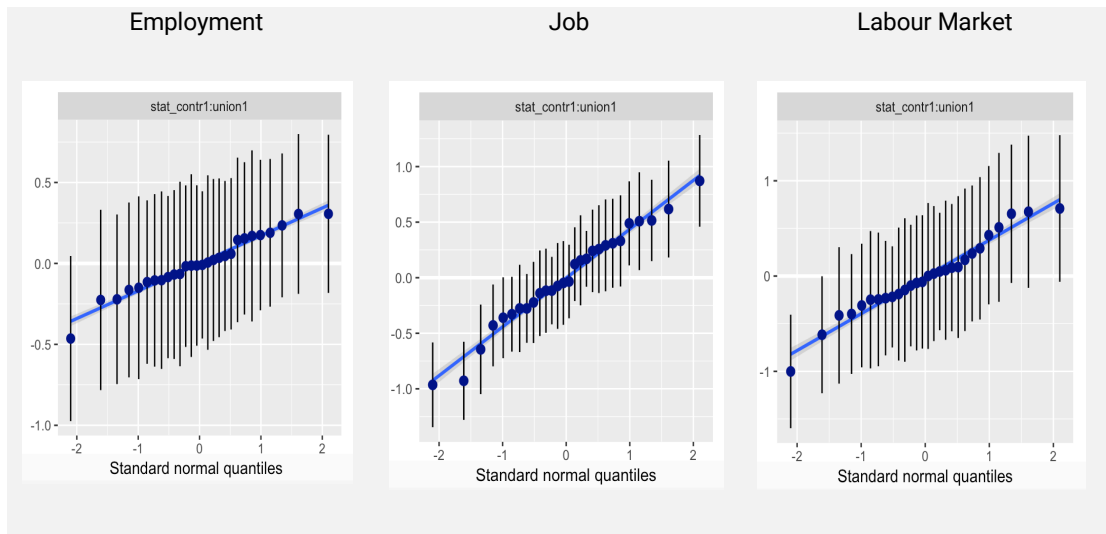 Employment
Job
Labour Market
stat_contr1:union1
stat_contr1:union1
stat_contr1:union1
0.5
0.0
-0.5
-1.0
-2 -1 0 1 2
Standard normal quantiles
1.0
0.5
0.0
-0.5
-1.0
-2 -1 0 1 2
Standard normal quantiles
1
0
-1
-2 -1 0 1 2
Standard normal quantiles